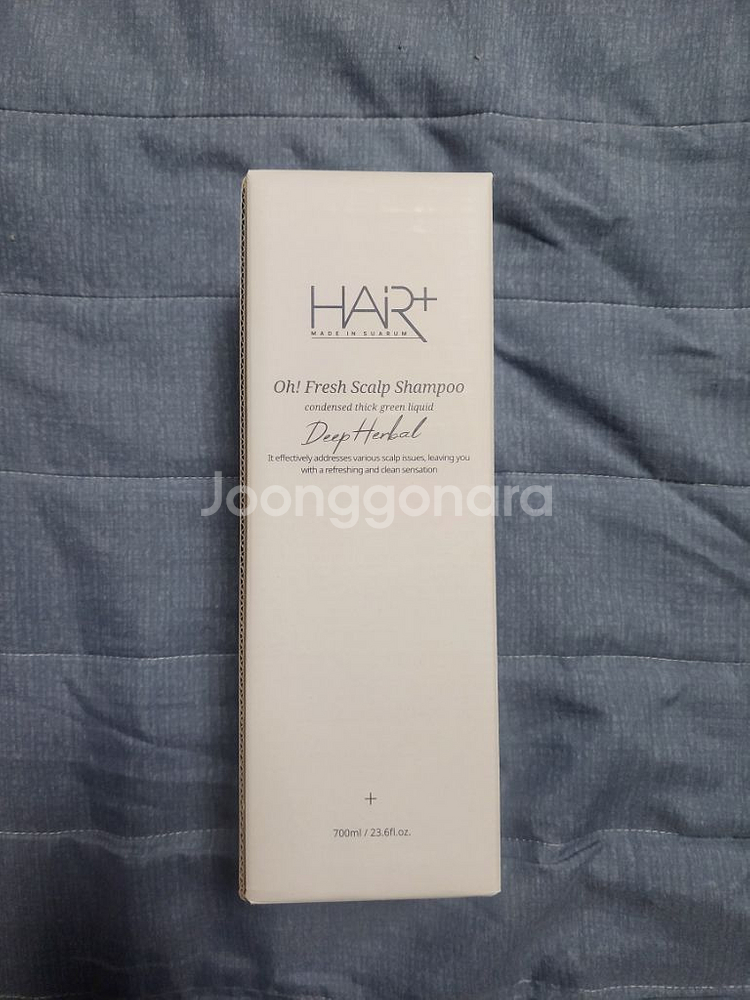 HAiR+
MADE IN SUARUM
Oh! Fresh Scalp Shampoo
condensed thick green liquid
Deep Herbal
It effectively addresses various scalp issues, leaving you
with a refreshing and clean sensation
Joonggonara
+
700ml / 23.6fl.oz.